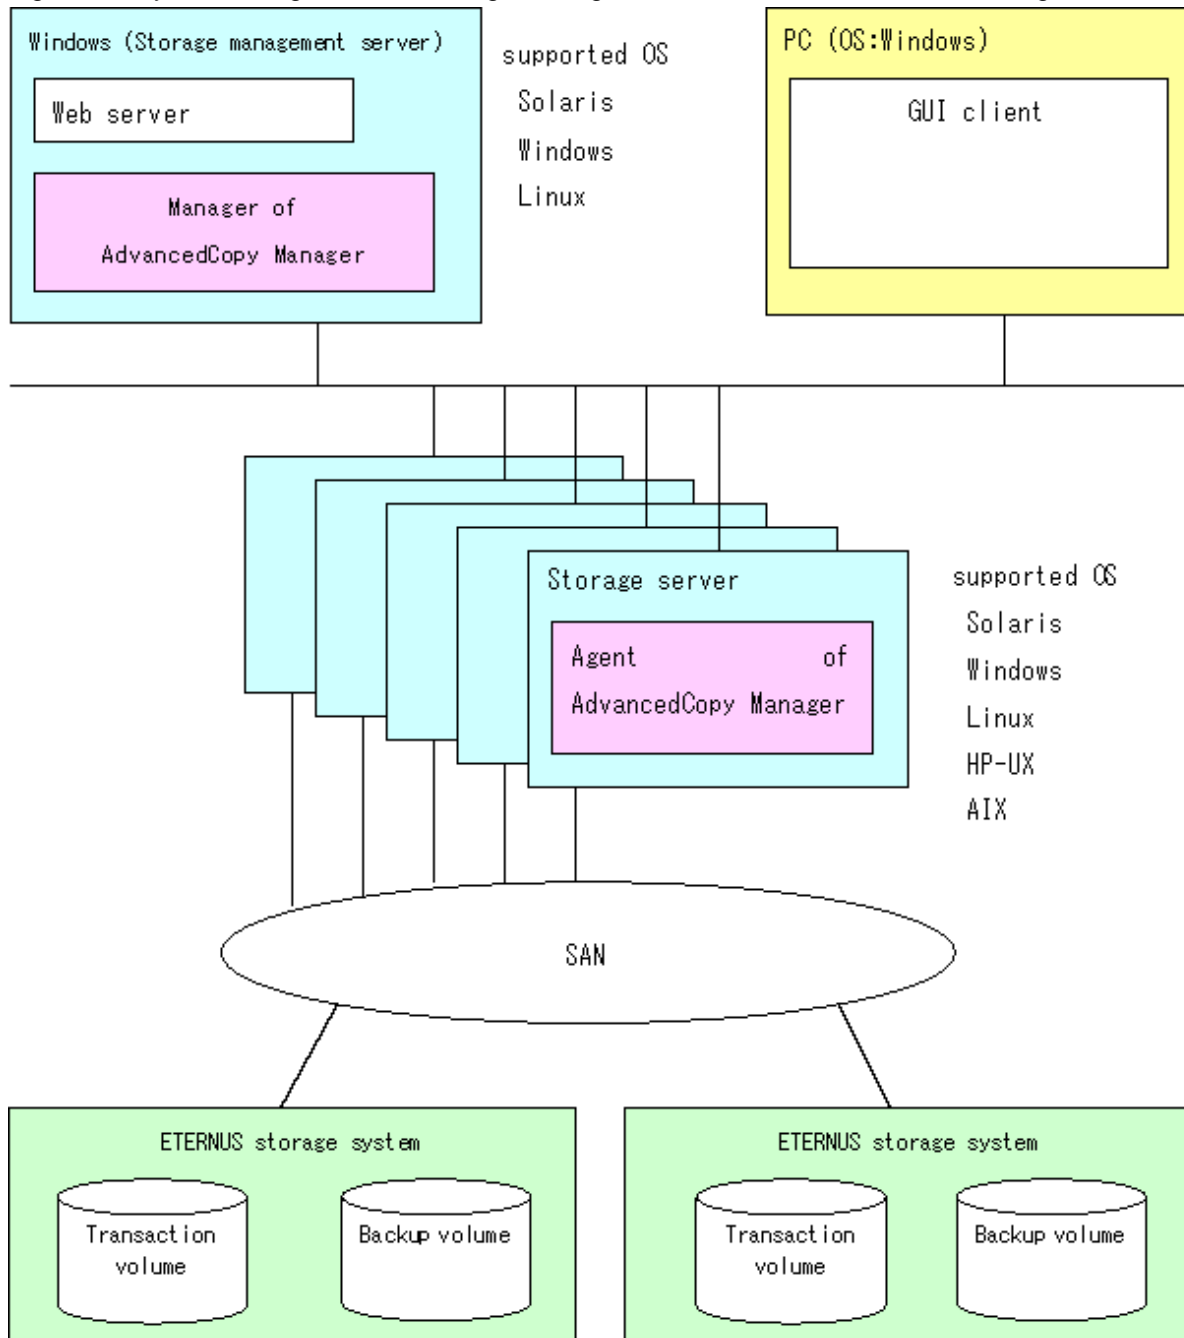 Windows (Storage management server)
Web server
Manager of
AdvancedCopy Manager
supported OS
Solaris
Windows
Linux
PC (OS:Windows)
GUI client
Storage server
Agent of
AdvancedCopy Manager
supported OS
Solaris
Windows
Linux
HP-UX
AIX
SAN
ETERNUS storage system
Transaction
volume
Backup volume
ETERNUS storage system
Transaction
volume
Backup volume